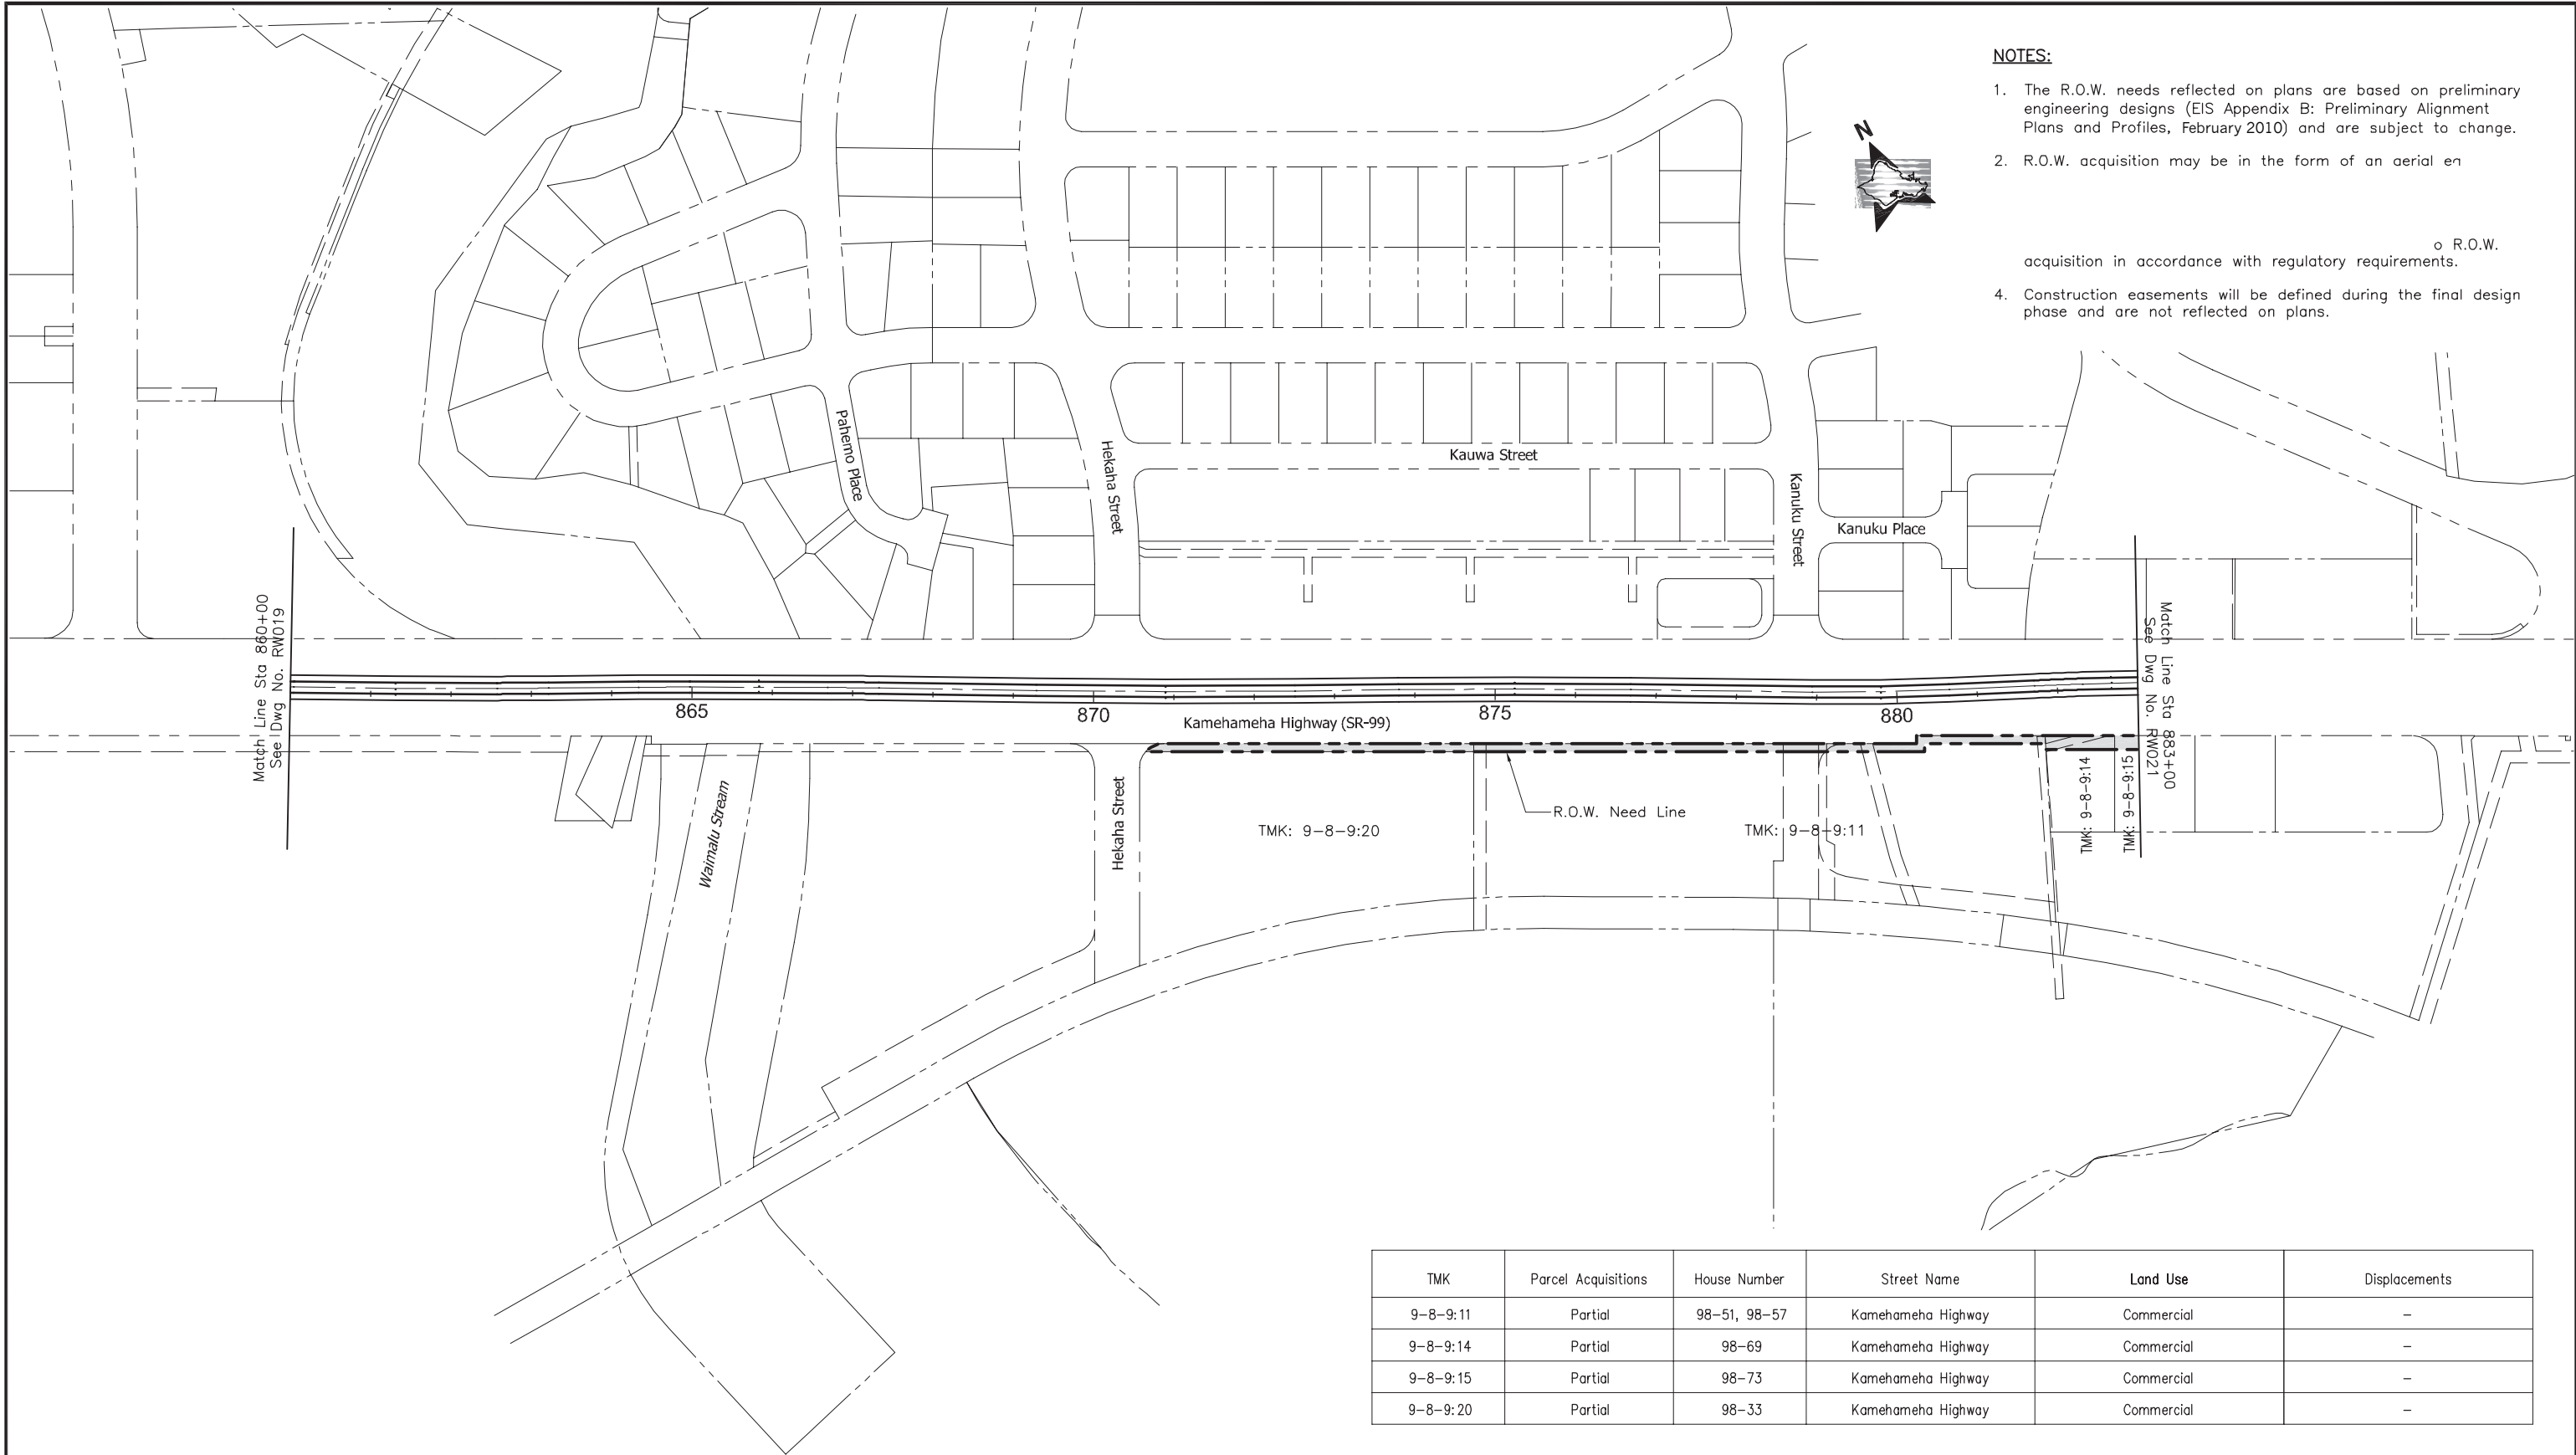 NOTES:
1. The R.O.W. needs reflected on plans are based on preliminary
engineering designs (EIS Appendix B: Preliminary Alignment
Plans and Profiles, February 2010) and are subject to change.
2. R.O.W. acquisition may be in the form of an aerial
R.O.W.
acquisition in accordance with regulatory requirements.
4. Construction easements will be defined during the final design
phase and are not reflected on plans.
N
Pahemo Place
Hekaha Street
Kauwa Street
Kanuku Street
Kanuku Place
Match Line Sta 860+00
See Dwg No. RW019
Match Line Sta 883+00
See Dwg No. RW021
865
870
875
880
Kamehameha Highway (SR-99)
Waimalu Stream
Hekaha Street
R.O.W. Need Line
TMK: 9-8-9:20
TMK: 9-8-9:11
TMK: 9-8-9:14
TMK: 9-8-9:15
TMK Parcel Acquisitions House Number Street Name Land Use Displacements
9-8-9:11 Partial 98-51, 98-57 Kamehameha Highway Commercial -
9-8-9:14 Partial 98-69 Kamehameha Highway Commercial -
9-8-9:15 Partial 98-73 Kamehameha Highway Commercial -
9-8-9:20 Partial 98-33 Kamehameha Highway Commercial -